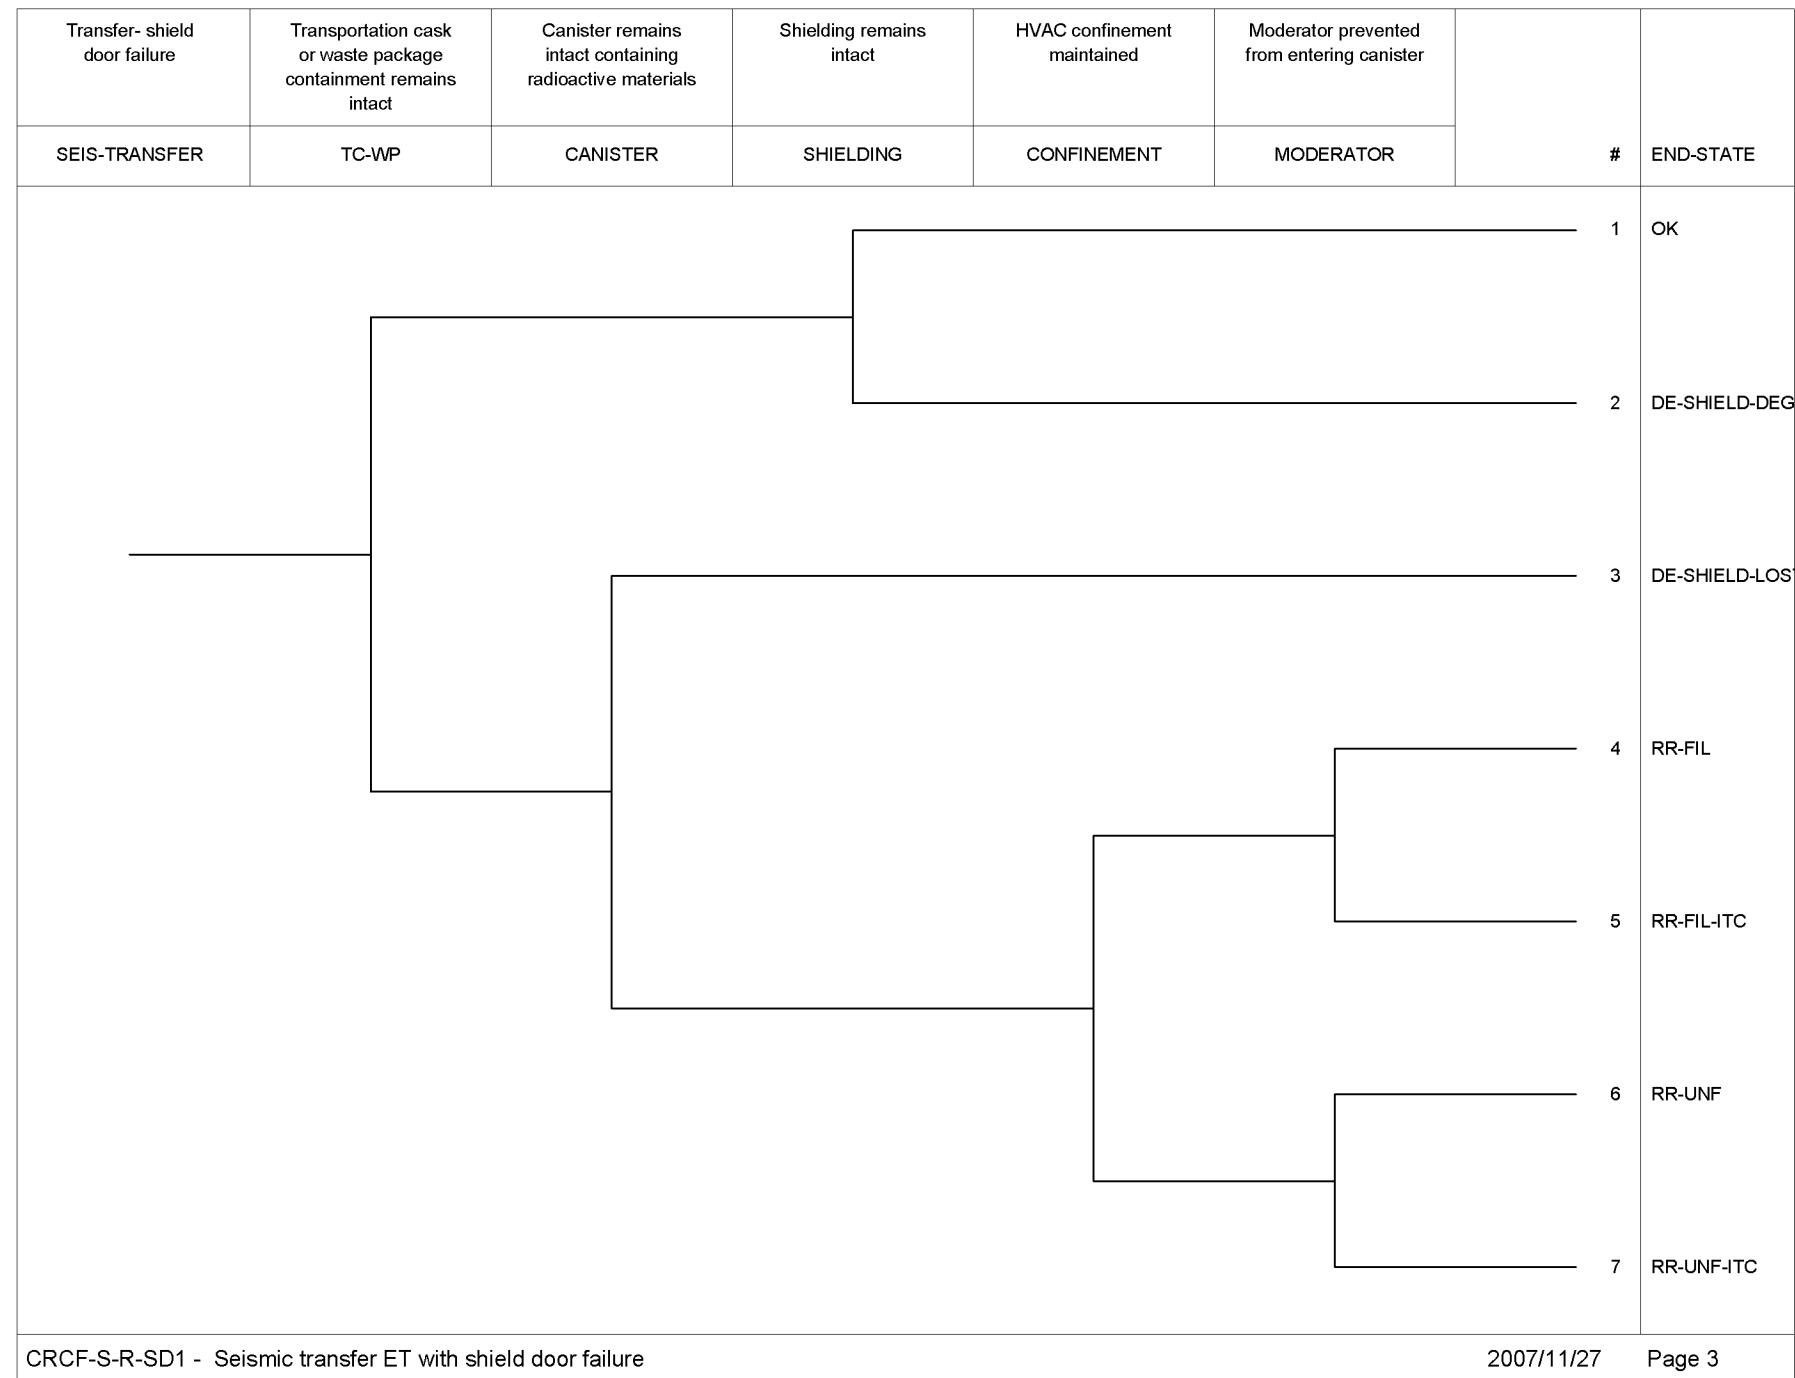 Transfer- shield
door failure
Transportation cask
or waste package
containment remains
intact
Canister remains
intact containing
radioactive materials
Shielding remains
intact
HVAC confinement
maintained
Moderator prevented
from entering canister
SEIS-TRANSFER
TC-WP
CANISTER
SHIELDING
CONFINEMENT
MODERATOR
#
END-STATE
1 OK
2 DE-SHIELD-DEG
3 DE-SHIELD-LOS
4 RR-FIL
5 RR-FIL-ITC
6 RR-UNF
7 RR-UNF-ITC
CRCF-S-R-SD1 - Seismic transfer ET with shield door failure
2007/11/27
Page 3